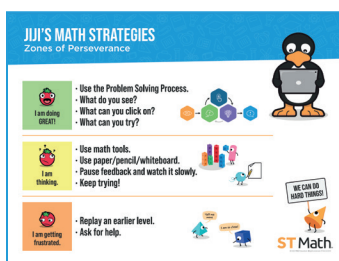 JIJI'S MATH STRATEGIES
Zones of Perseverance
I am doing
GREAT!
· Use the Problem Solving Process.
· What do you see?
· What can you click on?
· What can you try?
I am
thinking.
· Use math tools.
· Use paper/pencil/whiteboard.
· Pause feedback and watch it slowly.
· Keep trying!
WE CAN DO
HARD THINGS!
I am getting
frustrated.
· Replay an earlier level.
· Ask for help.
ST Math